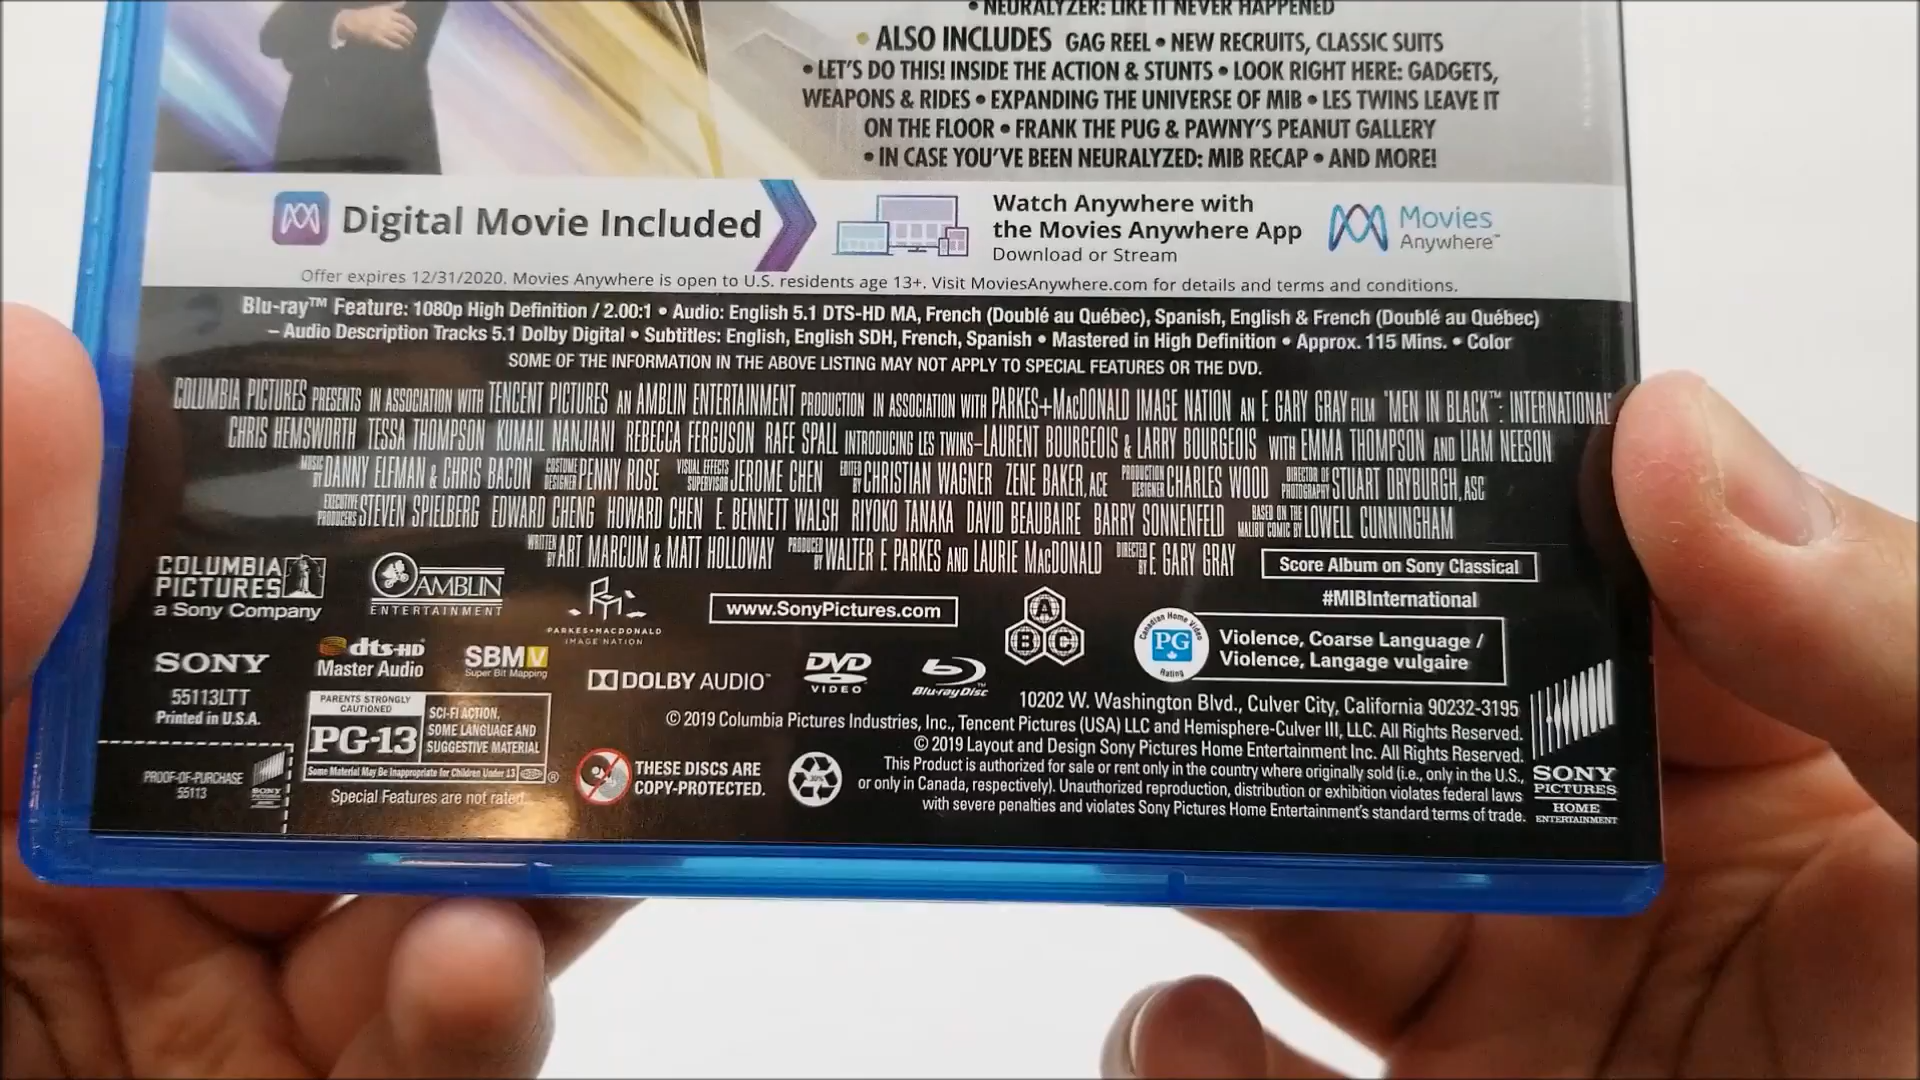 • NEURALYZER: LIKE IT NEVER HAPPENED
• ALSO INCLUDES GAG REEL • NEW RECRUITS, CLASSIC SUITS
• LET'S DO THIS! INSIDE THE ACTION & STUNTS • LOOK RIGHT HERE: GADGETS,
WEAPONS & RIDES • EXPANDING THE UNIVERSE OF MIB • LES TWINS LEAVE IT
ON THE FLOOR • FRANK THE PUG & PAWNY'S PEANUT GALLERY
• IN CASE YOU'VE BEEN NEURALYZED: MIB RECAP • AND MORE!
Digital Movie Included
Watch Anywhere with
the Movies Anywhere App
Download or Stream
Movies
Anywhere™
Offer expires 12/31/2020. Movies Anywhere is open to U.S. residents age 13+. Visit MoviesAnywhere.com for details and terms and conditions.
Blu-ray™ Feature: 1080p High Definition / 2.00:1 • Audio: English 5.1 DTS-HD MA, French (Doublé au Québec), Spanish, English & French (Doublé au Québec)
– Audio Description Tracks 5.1 Dolby Digital • Subtitles: English, English SDH, French, Spanish • Mastered in High Definition • Approx. 115 Mins. • Color
SOME OF THE INFORMATION IN THE ABOVE LISTING MAY NOT APPLY TO SPECIAL FEATURES OR THE DVD.
COLUMBIA PICTURES PRESENTS IN ASSOCIATION WITH TENCENT PICTURES AN AMBLIN ENTERTAINMENT PRODUCTION IN ASSOCIATION WITH PARKES+MACDONALD IMAGE NATION AN F. GARY GRAY FILM "MEN IN BLACK™: INTERNATIONAL"
CHRIS HEMSWORTH TESSA THOMPSON KUMAIL NANJIANI REBECCA FERGUSON RAFE SPALL INTRODUCING LES TWINS–LAURENT BOURGEOIS & LARRY BOURGEOIS WITH EMMA THOMPSON AND LIAM NEESON
MUSIC BY DANNY ELFMAN & CHRIS BACON COSTUME DESIGNER PENNY ROSE VISUAL EFFECTS SUPERVISOR JEROME CHEN EDITED BY CHRISTIAN WAGNER ZENE BAKER, ACE PRODUCTION DESIGNER CHARLES WOOD DIRECTOR OF PHOTOGRAPHY STUART DRYBURGH, ASC
EXECUTIVE PRODUCERS STEVEN SPIELBERG EDWARD CHENG HOWARD CHEN E. BENNETT WALSH RIYOKO TANAKA DAVID BEAUBAIRE BARRY SONNENFELD BASED ON THE MALIBU COMIC BY LOWELL CUNNINGHAM
WRITTEN BY ART MARCUM & MATT HOLLOWAY PRODUCED BY WALTER F. PARKES AND LAURIE MACDONALD DIRECTED BY F. GARY GRAY
Score Album on Sony Classical
#MIBInternational
COLUMBIA
PICTURES
a Sony Company
AMBLIN
ENTERTAINMENT
PARKES+MACDONALD
IMAGE NATION
www.SonyPictures.com
A
B C
Canadian Home Video
PG
Rating
Violence, Coarse Language /
Violence, Langage vulgaire
SONY
55113LTT
Printed in U.S.A.
dts-HD
Master Audio
SBMV
Super Bit Mapping
DOLBY AUDIO™
DVD
VIDEO
Blu-ray Disc™
10202 W. Washington Blvd., Culver City, California 90232-3195
© 2019 Columbia Pictures Industries, Inc., Tencent Pictures (USA) LLC and Hemisphere-Culver III, LLC. All Rights Reserved.
© 2019 Layout and Design Sony Pictures Home Entertainment Inc. All Rights Reserved.
This Product is authorized for sale or rent only in the country where originally sold (i.e., only in the U.S.,
or only in Canada, respectively). Unauthorized reproduction, distribution or exhibition violates federal laws
with severe penalties and violates Sony Pictures Home Entertainment's standard terms of trade.
PARENTS STRONGLY
CAUTIONED
PG-13
SCI-FI ACTION,
SOME LANGUAGE AND
SUGGESTIVE MATERIAL
Some Material May Be Inappropriate for Children Under 13
®
Special Features are not rated.
PROOF-OF-PURCHASE
55113
SONY
THESE DISCS ARE
COPY-PROTECTED.
SONY
PICTURES
HOME
ENTERTAINMENT